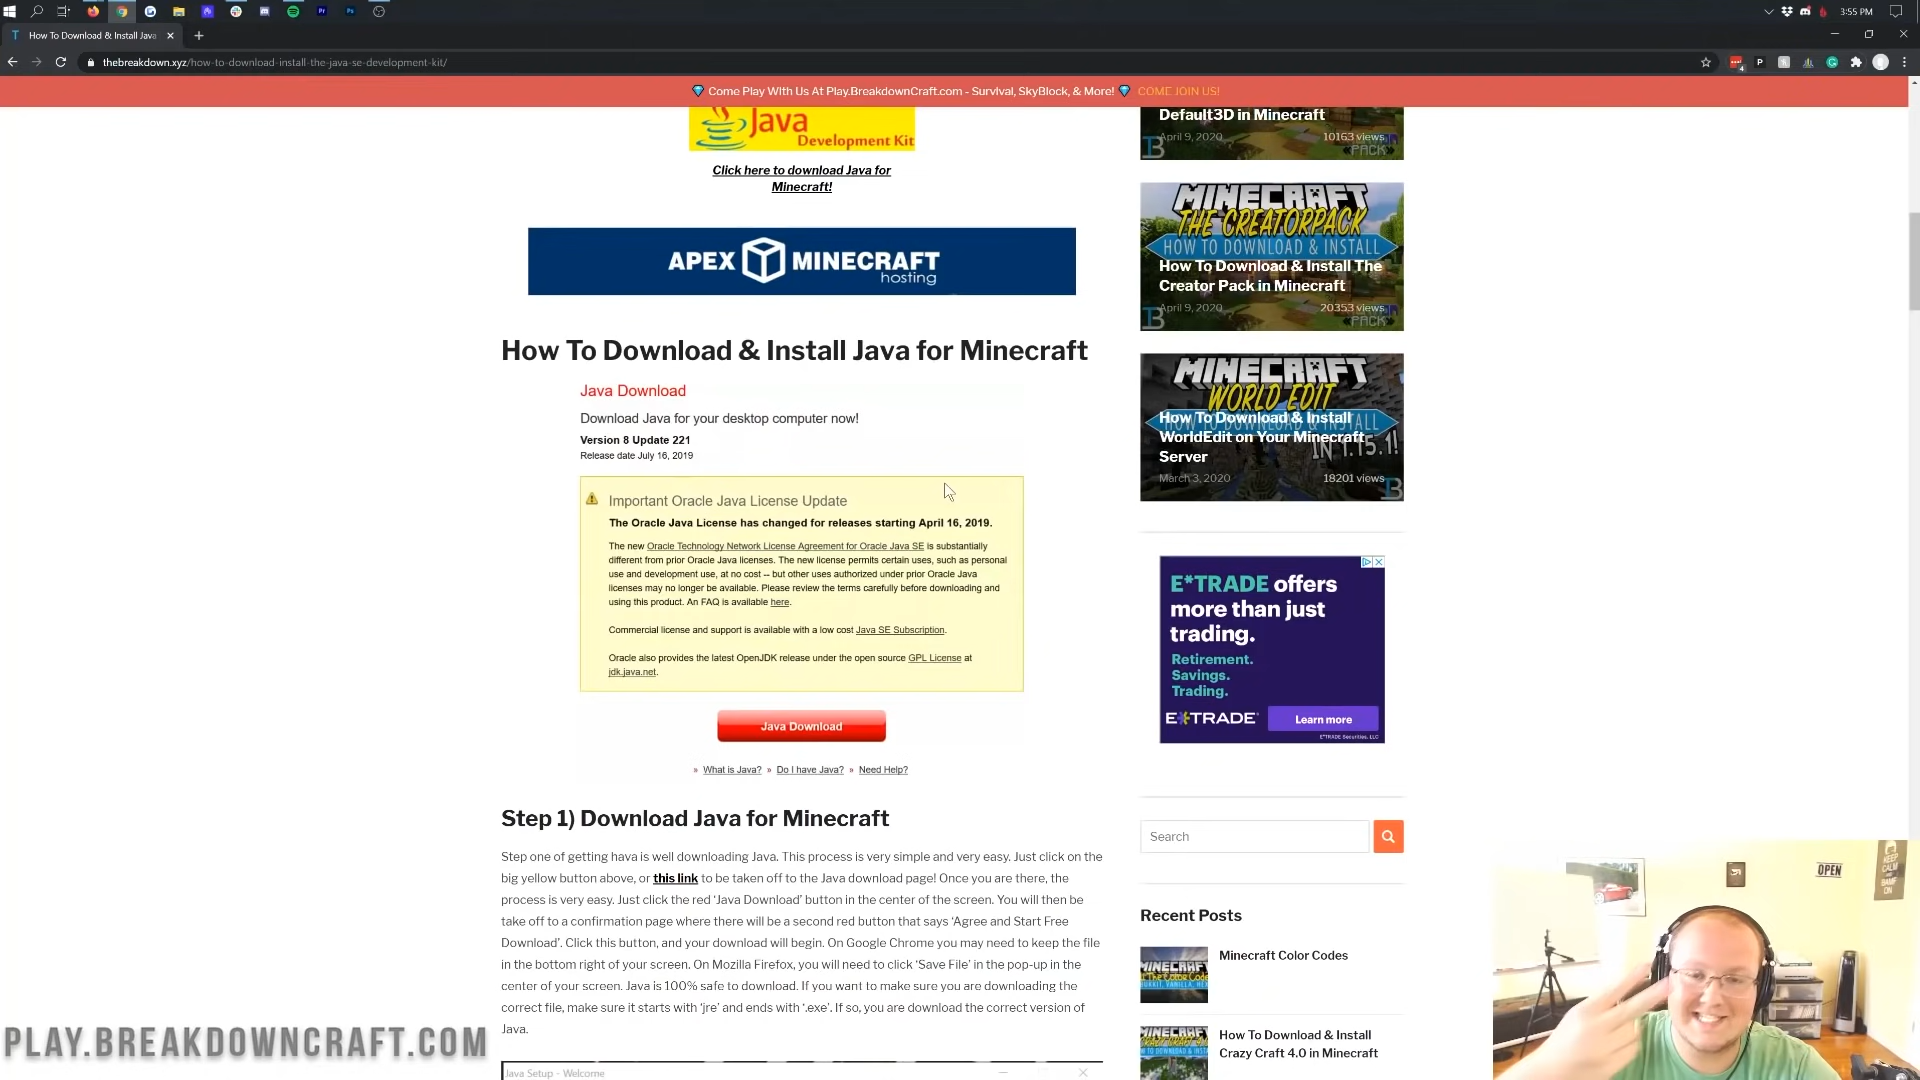 3:55 PM
How To Download & Install Java
thebreakdown.xyz/how-to-download-install-the-java-se-development-kit/
Come Play With Us At Play.BreakdownCraft.com - Survival, SkyBlock, & More! COME JOIN US!
Java
Development Kit
Click here to download Java for
Minecraft!
APEX MINECRAFT
hosting
How To Download & Install Java for Minecraft
Java Download
Download Java for your desktop computer now!
Version 8 Update 221
Release date July 16, 2019
Important Oracle Java License Update
The Oracle Java License has changed for releases starting April 16, 2019.
The new Oracle Technology Network License Agreement for Oracle Java SE is substantially
different from prior Oracle Java licenses. The new license permits certain uses, such as personal
use and development use, at no cost -- but other uses authorized under prior Oracle Java
licenses may no longer be available. Please review the terms carefully before downloading and
using this product. An FAQ is available here.
Commercial license and support is available with a low cost Java SE Subscription.
Oracle also provides the latest OpenJDK release under the open source GPL License at
jdk.java.net.
Java Download
» What is Java? » Do I have Java? » Need Help?
Step 1) Download Java for Minecraft
Step one of getting hava is well downloading Java. This process is very simple and very easy. Just click on the
big yellow button above, or this link to be taken off to the Java download page! Once you are there, the
process is very easy. Just click the red ‘Java Download’ button in the center of the screen. You will then be
take off to a confirmation page where there will be a second red button that says ‘Agree and Start Free
Download’. Click this button, and your download will begin. On Google Chrome you may need to keep the file
in the bottom right of your screen. On Mozilla Firefox, you will need to click ‘Save File’ in the pop-up in the
center of your screen. Java is 100% safe to download. If you want to make sure you are downloading the
correct file, make sure it starts with ‘jre’ and ends with ‘.exe’. If so, you are download the correct version of
Java.
Java Setup - Welcome
Default3D in Minecraft
April 9, 2020 10163 views
PACK
MINECRAFT
THE CREATORPACK
HOW TO DOWNLOAD & INSTALL
How To Download & Install The
Creator Pack in Minecraft
April 9, 2020 20353 views
PACK
MINECRAFT
WORLD EDIT
HOW TO DOWNLOAD & INSTALL
How To Download & Install
WorldEdit on Your Minecraft
Server
IN 1.15.1!
March 3, 2020 18201 views
E*TRADE offers
more than just
trading.
Retirement.
Savings.
Trading.
E*TRADE Learn more
E*TRADE Securities, LLC
Search
Recent Posts
Minecraft Color Codes
How To Download & Install
Crazy Craft 4.0 in Minecraft
OPEN
KEEP
CALM
AND
PLAY.BREAKDOWNCRAFT.COM